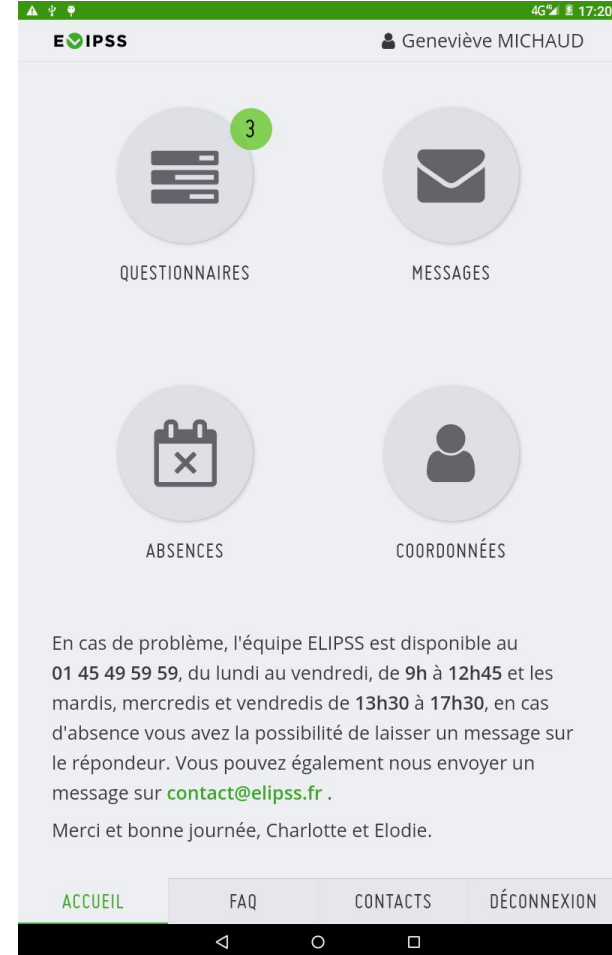 4G 17:20
ELIPSS
Geneviève MICHAUD
3
QUESTIONNAIRES
MESSAGES
ABSENCES
COORDONNÉES
En cas de problème, l'équipe ELIPSS est disponible au
01 45 49 59 59, du lundi au vendredi, de 9h à 12h45 et les
mardis, mercredis et vendredis de 13h30 à 17h30, en cas
d'absence vous avez la possibilité de laisser un message sur
le répondeur. Vous pouvez également nous envoyer un
message sur contact@elipss.fr .
Merci et bonne journée, Charlotte et Elodie.
ACCUEIL
FAQ
CONTACTS
DÉCONNEXION